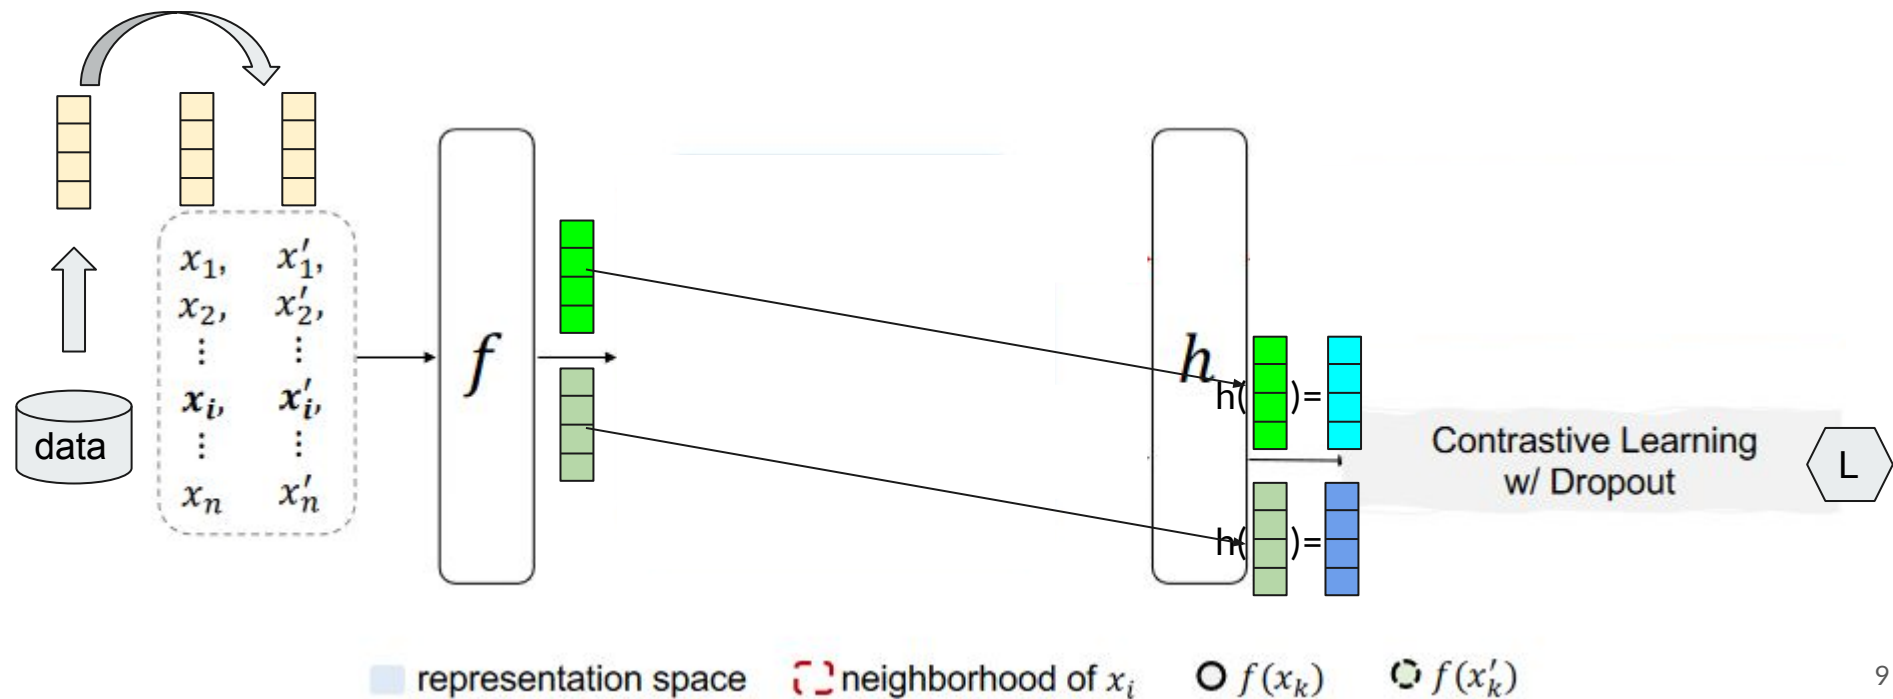 data
x₁, x′₁,
x₂, x′₂,
⋮ ⋮
xᵢ, x′ᵢ,
⋮ ⋮
xₙ x′ₙ
f
h
h( )=
h( )=
Contrastive Learning
w/ Dropout
L
representation space neighborhood of xᵢ f(xₖ) f(x′ₖ)
9